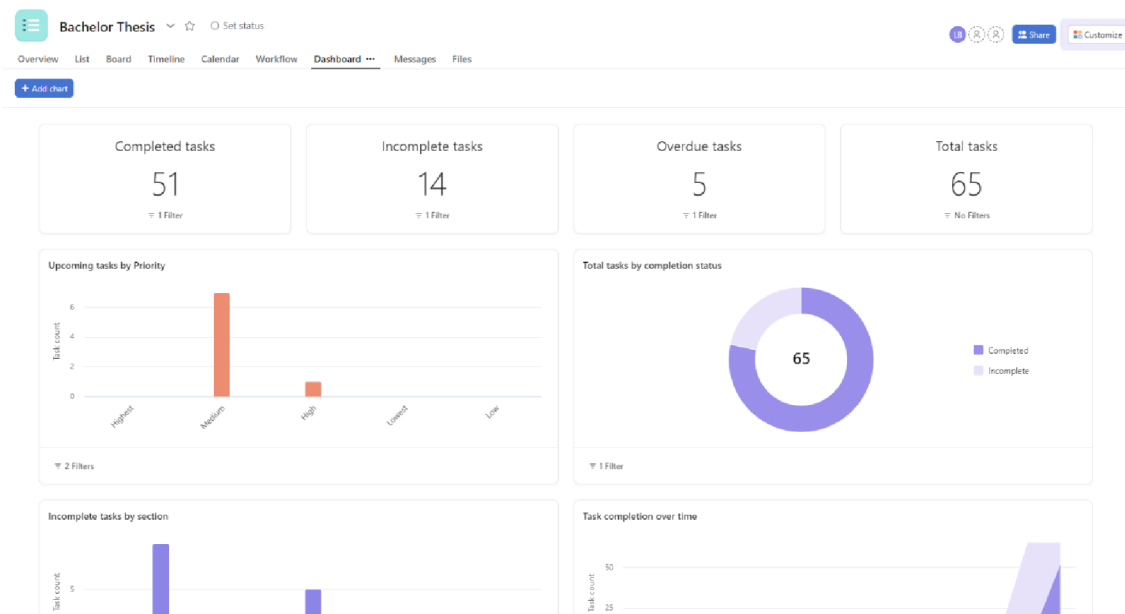 Bachelor Thesis
Set status
LB
Share
Customize
Overview List Board Timeline Calendar Workflow Dashboard ... Messages Files
+ Add chart
Completed tasks
51
1 Filter
Incomplete tasks
14
1 Filter
Overdue tasks
5
1 Filter
Total tasks
65
No Filters
Upcoming tasks by Priority
Task count
6
4
2
0
Highest
Medium
High
Lowest
Low
2 Filters
Total tasks by completion status
65
Completed
Incomplete
1 Filter
Incomplete tasks by section
Task count
5
Task completion over time
Task count
50
25